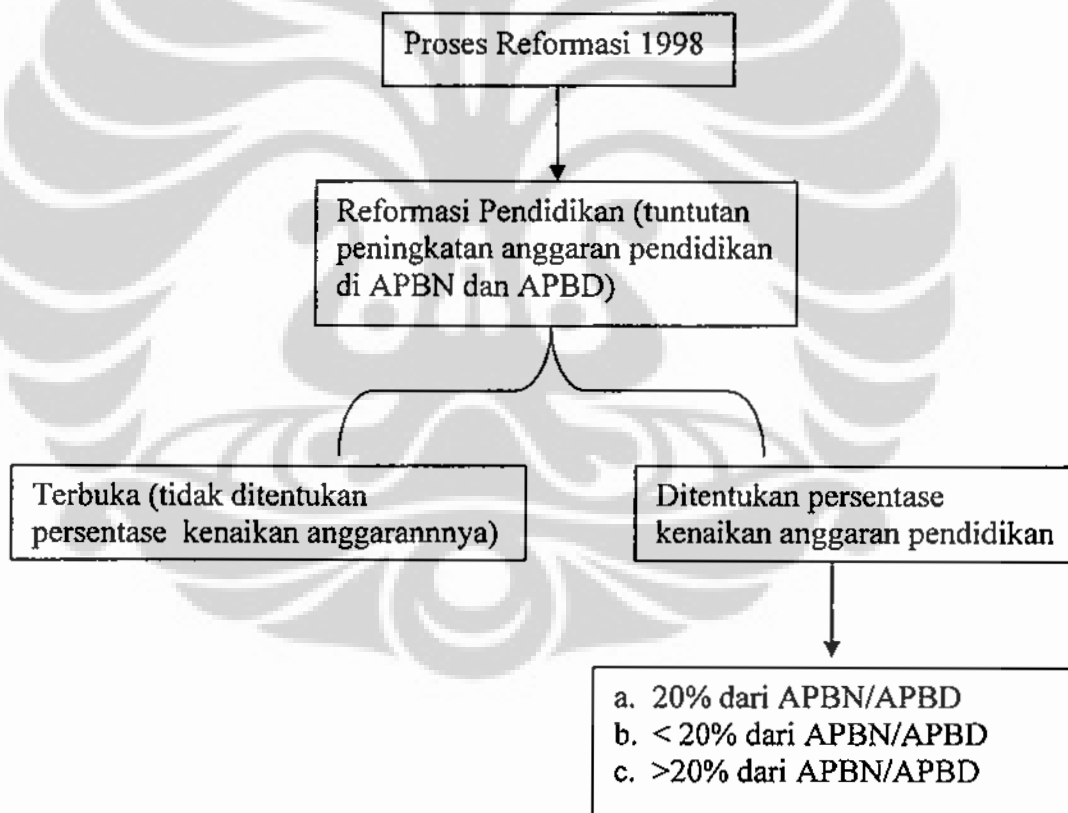 Proses Reformasi 1998
Reformasi Pendidikan (tuntutan
peningkatan anggaran pendidikan
di APBN dan APBD)
Terbuka (tidak ditentukan
persentase kenaikan anggarannnya)
Ditentukan persentase
kenaikan anggaran pendidikan
a. 20% dari APBN/APBD
b. < 20% dari APBN/APBD
c. >20% dari APBN/APBD